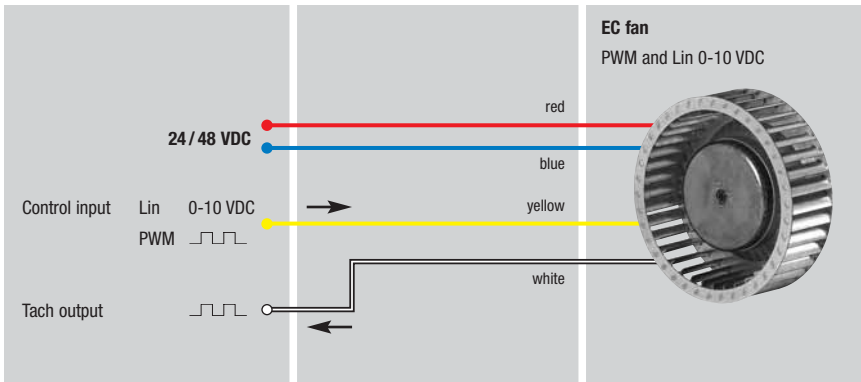 EC fan
PWM and Lin 0-10 VDC
red
24 / 48 VDC
blue
Control input Lin 0-10 VDC
yellow
PWM
white
Tach output